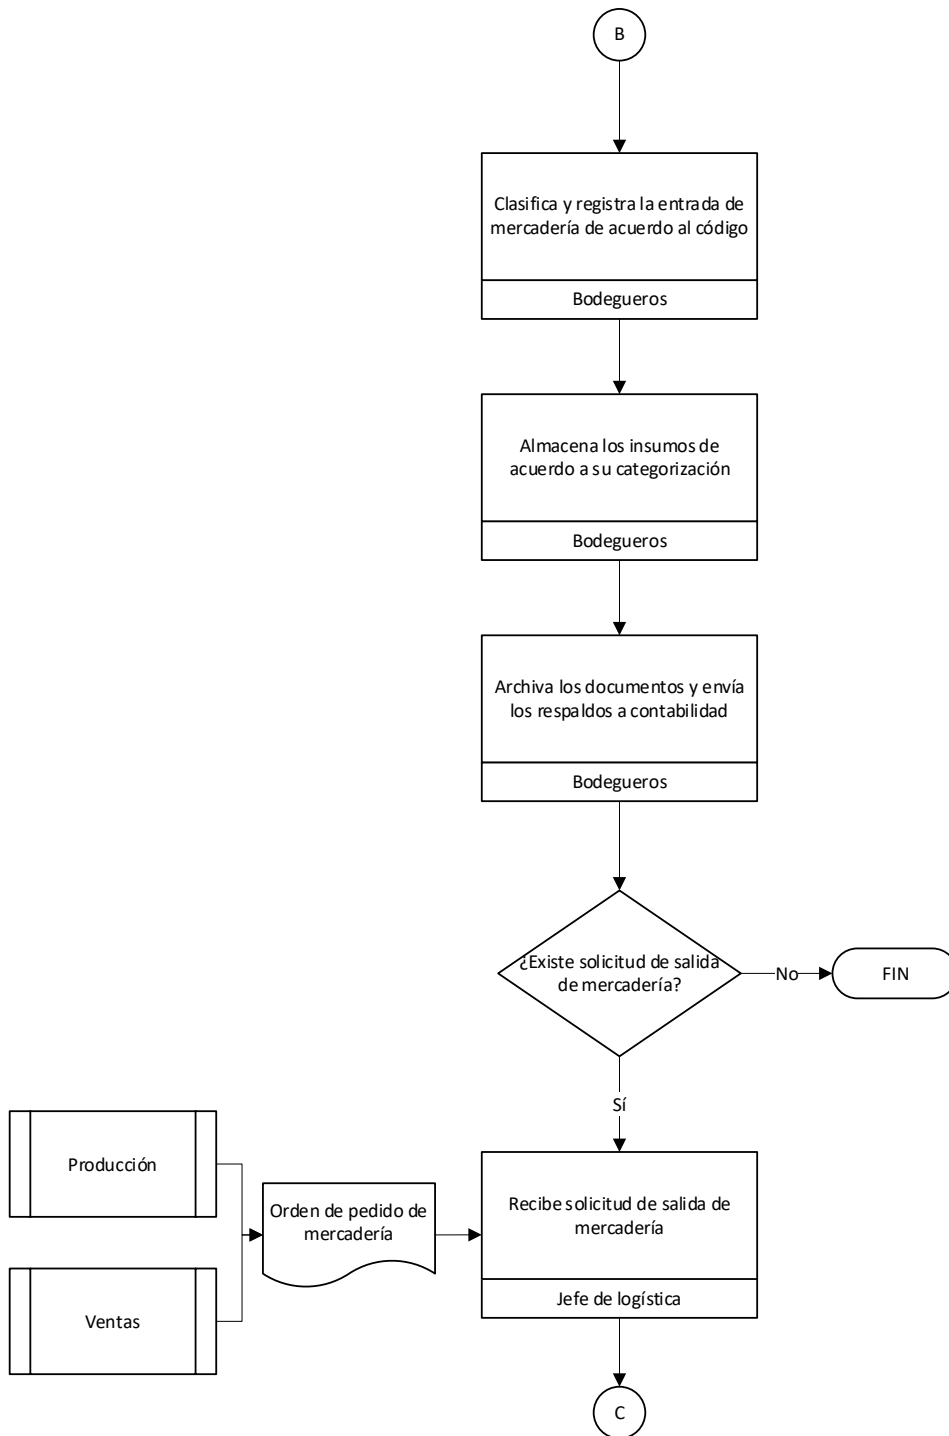 B
Clasifica y registra la entrada de
mercadería de acuerdo al código
Bodegueros
Almacena los insumos de
acuerdo a su categorización
Bodegueros
Archiva los documentos y envía
los respaldos a contabilidad
Bodegueros
¿Existe solicitud de salida
de mercadería?
No
FIN
Sí
Producción
Ventas
Orden de pedido de
mercadería
Recibe solicitud de salida de
mercadería
Jefe de logística
C